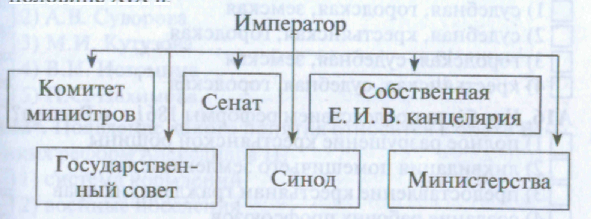 Император
Комитет
министров
Сенат
Собственная
Е. И. В. канцелярия
Государствен-
ный совет
Синод
Министерства